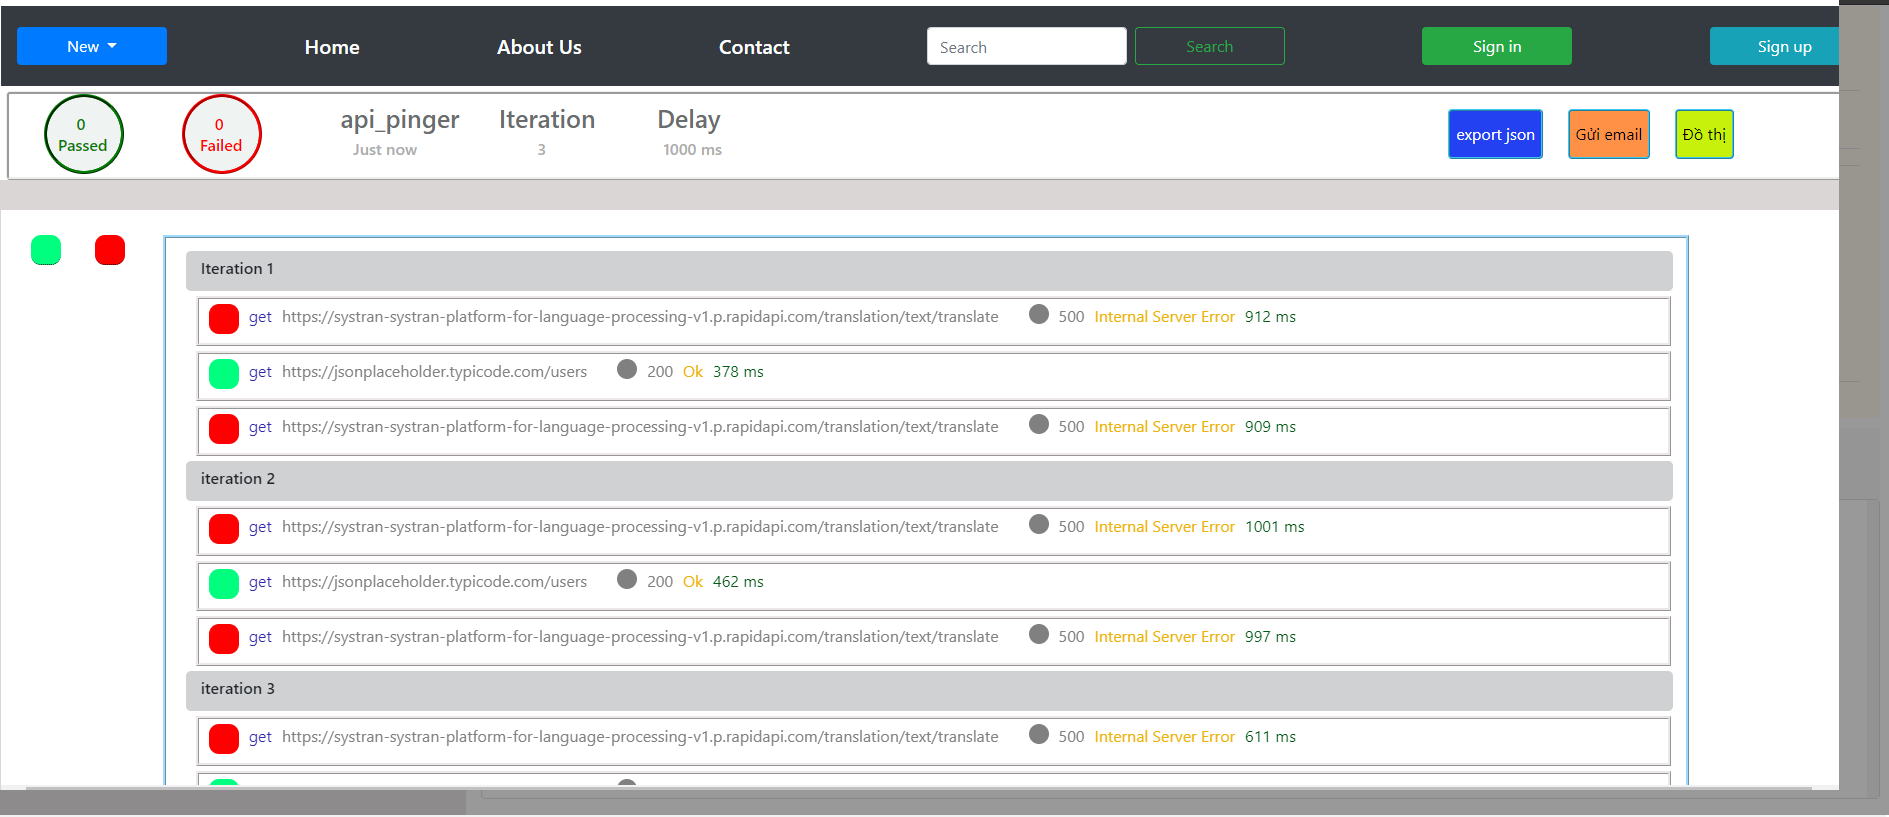 New Home About Us Contact Search Search Sign in Sign up
0 Passed
0 Failed
api_pinger Iteration Delay
Just now 3 1000 ms
export json Gửi email Đồ thị
Iteration 1
get https://systran-systran-platform-for-language-processing-v1.p.rapidapi.com/translation/text/translate 500 Internal Server Error 912 ms
get https://jsonplaceholder.typicode.com/users 200 Ok 378 ms
get https://systran-systran-platform-for-language-processing-v1.p.rapidapi.com/translation/text/translate 500 Internal Server Error 909 ms
iteration 2
get https://systran-systran-platform-for-language-processing-v1.p.rapidapi.com/translation/text/translate 500 Internal Server Error 1001 ms
get https://jsonplaceholder.typicode.com/users 200 Ok 462 ms
get https://systran-systran-platform-for-language-processing-v1.p.rapidapi.com/translation/text/translate 500 Internal Server Error 997 ms
iteration 3
get https://systran-systran-platform-for-language-processing-v1.p.rapidapi.com/translation/text/translate 500 Internal Server Error 611 ms